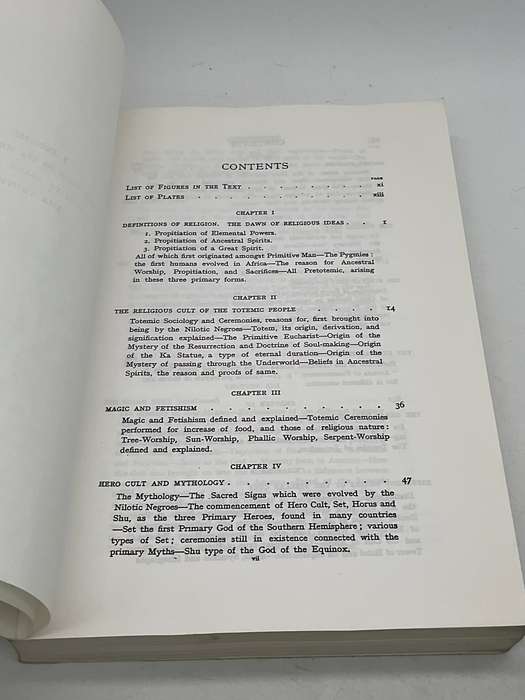 CONTENTS
PAGE
LIST OF FIGURES IN THE TEXT . . . . . . . xi
LIST OF PLATES . . . . . . . . . xiii
CHAPTER I
DEFINITIONS OF RELIGION. THE DAWN OF RELIGIOUS IDEAS . . 1
1. Propitiation of Elemental Powers.
2. Propitiation of Ancestral Spirits.
3. Propitiation of a Great Spirit.
All of which first originated amongst Primitive Man—The Pygmies :
the first humans evolved in Africa—The reason for Ancestral
Worship, Propitiation, and Sacrifices—All Pretotemic, arising
in these three primary forms.
CHAPTER II
THE RELIGIOUS CULT OF THE TOTEMIC PEOPLE . . . . 14
Totemic Sociology and Ceremonies, reasons for, first brought into
being by the Nilotic Negroes—Totem, its origin, derivation, and
signification explained—The Primitive Eucharist—Origin of the
Mystery of the Resurrection and Doctrine of Soul-making—Origin
of the Ka Statue, a type of eternal duration—Origin of the
Mystery of passing through the Underworld—Beliefs in Ancestral
Spirits, the reason and proofs of same.
CHAPTER III
MAGIC AND FETISHISM . . . . . . . . . 36
Magic and Fetishism defined and explained—Totemic Ceremonies
performed for increase of food, and those of religious nature :
Tree-Worship, Sun-Worship, Phallic Worship, Serpent-Worship
defined and explained.
CHAPTER IV
HERO CULT AND MYTHOLOGY . . . . . . . . 47
The Mythology—The Sacred Signs which were evolved by the
Nilotic Negroes—The commencement of Hero Cult, Set, Horus and
Shu, as the three Primary Heroes, found in many countries
—Set the first Primary God of the Southern Hemisphere ; various
types of Set ; ceremonies still in existence connected with the
primary Myths—Shu type of the God of the Equinox.
vii